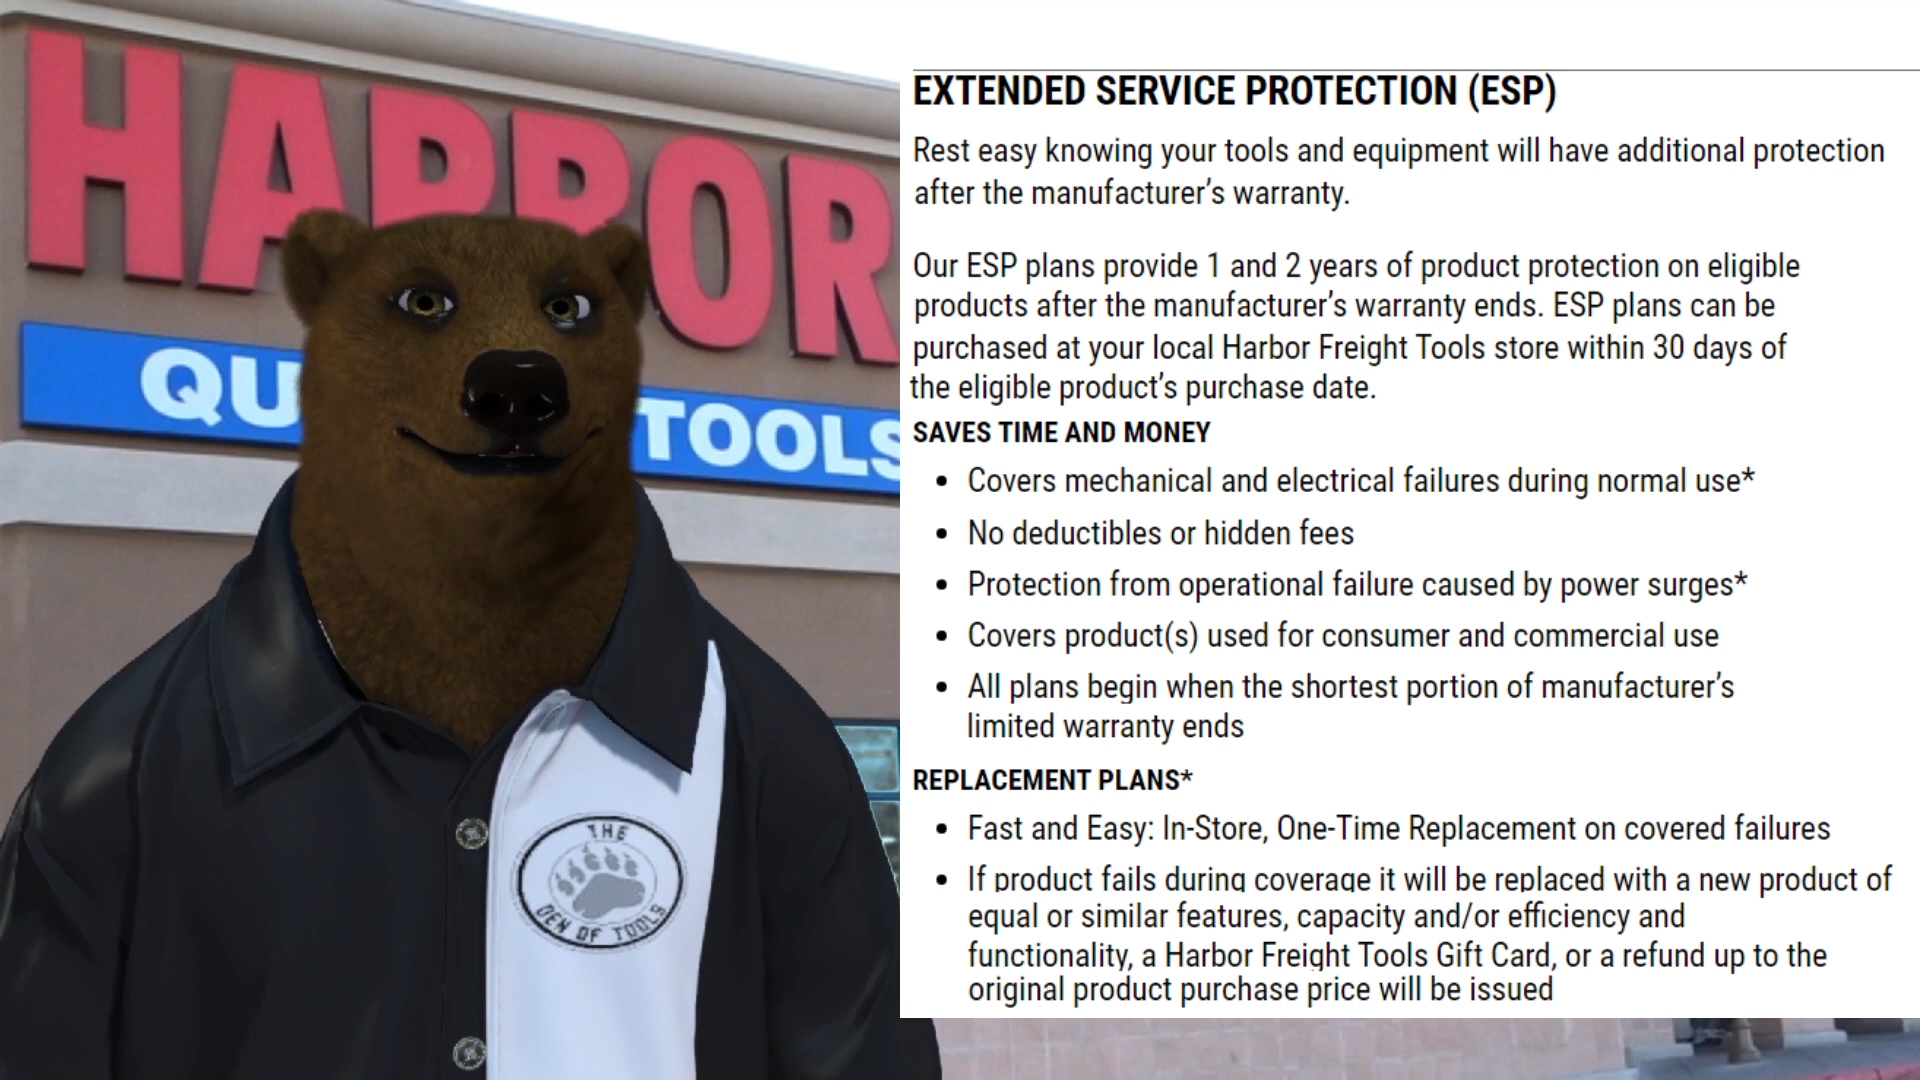 HARBOR
QU TOOLS
THE
DEN OF TOOLS
EXTENDED SERVICE PROTECTION (ESP)
Rest easy knowing your tools and equipment will have additional protection
after the manufacturer's warranty.
Our ESP plans provide 1 and 2 years of product protection on eligible
products after the manufacturer's warranty ends. ESP plans can be
purchased at your local Harbor Freight Tools store within 30 days of
the eligible product's purchase date.
SAVES TIME AND MONEY
• Covers mechanical and electrical failures during normal use*
• No deductibles or hidden fees
• Protection from operational failure caused by power surges*
• Covers product(s) used for consumer and commercial use
• All plans begin when the shortest portion of manufacturer's
limited warranty ends
REPLACEMENT PLANS*
• Fast and Easy: In-Store, One-Time Replacement on covered failures
• If product fails during coverage it will be replaced with a new product of
equal or similar features, capacity and/or efficiency and
functionality, a Harbor Freight Tools Gift Card, or a refund up to the
original product purchase price will be issued